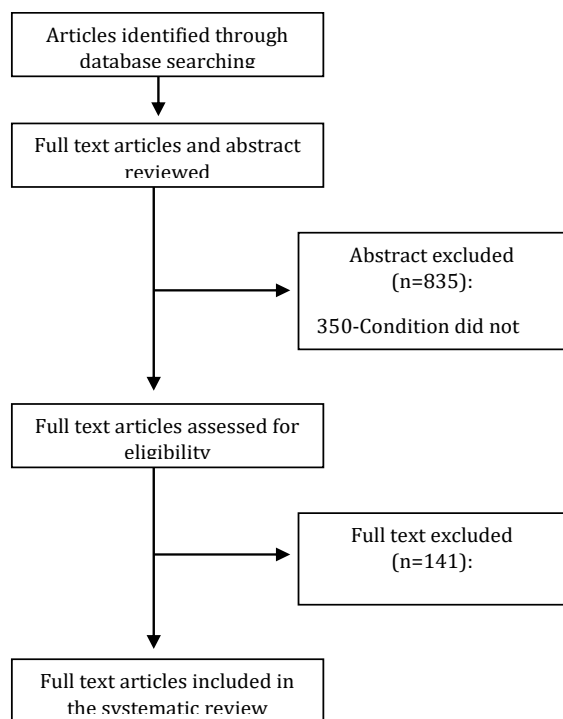 Articles identified through
database searching
Full text articles and abstract
reviewed
Abstract excluded
(n=835):
350-Condition did not
Full text articles assessed for
eligibility
Full text excluded
(n=141):
Full text articles included in
the systematic review